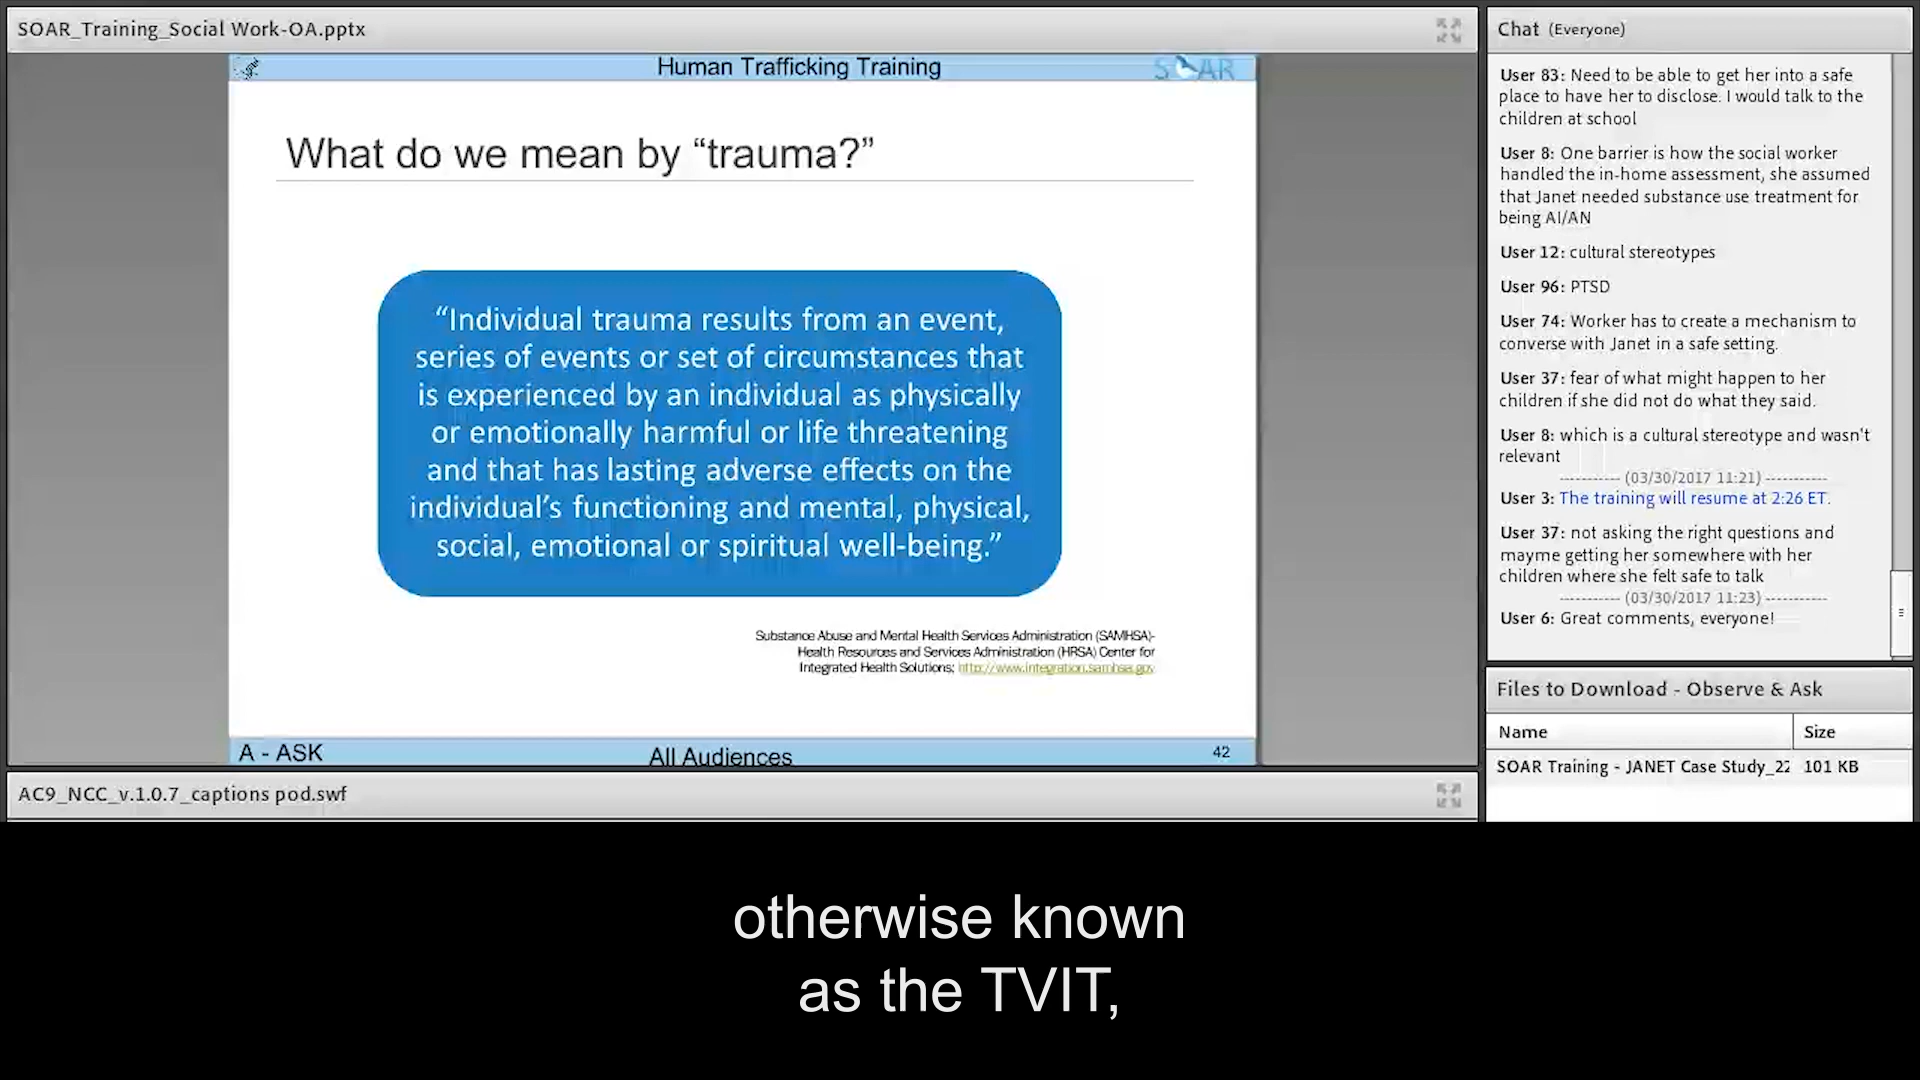 SOAR_Training_Social Work-OA.pptx
Human Trafficking Training
SOAR
What do we mean by “trauma?”
“Individual trauma results from an event,
series of events or set of circumstances that
is experienced by an individual as physically
or emotionally harmful or life threatening
and that has lasting adverse effects on the
individual’s functioning and mental, physical,
social, emotional or spiritual well-being.”
Substance Abuse and Mental Health Services Administration (SAMHSA)-
Health Resources and Services Administration (HRSA) Center for
Integrated Health Solutions; http://www.integration.samhsa.gov
A - ASK
All Audiences
42
Chat (Everyone)
User 83: Need to be able to get her into a safe
place to have her to disclose. I would talk to the
children at school
User 8: One barrier is how the social worker
handled the in-home assessment, she assumed
that Janet needed substance use treatment for
being AI/AN
User 12: cultural stereotypes
User 96: PTSD
User 74: Worker has to create a mechanism to
converse with Janet in a safe setting.
User 37: fear of what might happen to her
children if she did not do what they said.
User 8: which is a cultural stereotype and wasn't
relevant
----------- (03/30/2017 11:21) -----------
User 3: The training will resume at 2:26 ET.
User 37: not asking the right questions and
mayme getting her somewhere with her
children where she felt safe to talk
----------- (03/30/2017 11:23) -----------
User 6: Great comments, everyone!
Files to Download - Observe & Ask
Name Size
SOAR Training - JANET Case Study_22 101 KB
AC9_NCC_v.1.0.7_captions pod.swf
otherwise known
as the TVIT,